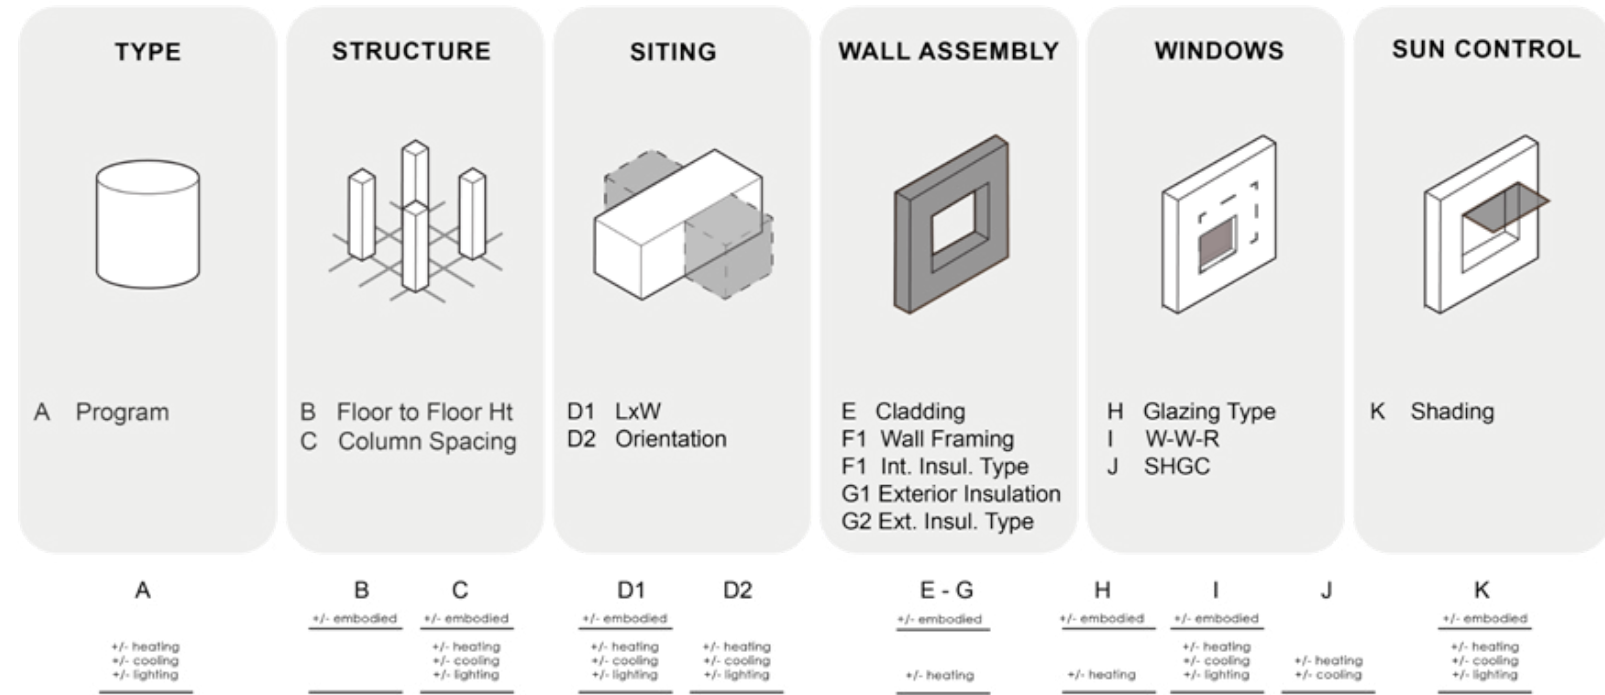 TYPE
A Program
STRUCTURE
B Floor to Floor Ht
C Column Spacing
SITING
D1 LxW
D2 Orientation
WALL ASSEMBLY
E Cladding
F1 Wall Framing
F1 Int. Insul. Type
G1 Exterior Insulation
G2 Ext. Insul. Type
WINDOWS
H Glazing Type
I W-W-R
J SHGC
SUN CONTROL
K Shading
A
+/- heating
+/- cooling
+/- lighting
B
+/- embodied
C
+/- embodied
+/- heating
+/- cooling
+/- lighting
D1
+/- embodied
+/- heating
+/- cooling
+/- lighting
D2
+/- heating
+/- cooling
+/- lighting
E - G
+/- embodied
+/- heating
H
+/- embodied
+/- heating
I
+/- embodied
+/- heating
+/- cooling
+/- lighting
J
+/- heating
+/- cooling
K
+/- embodied
+/- heating
+/- cooling
+/- lighting